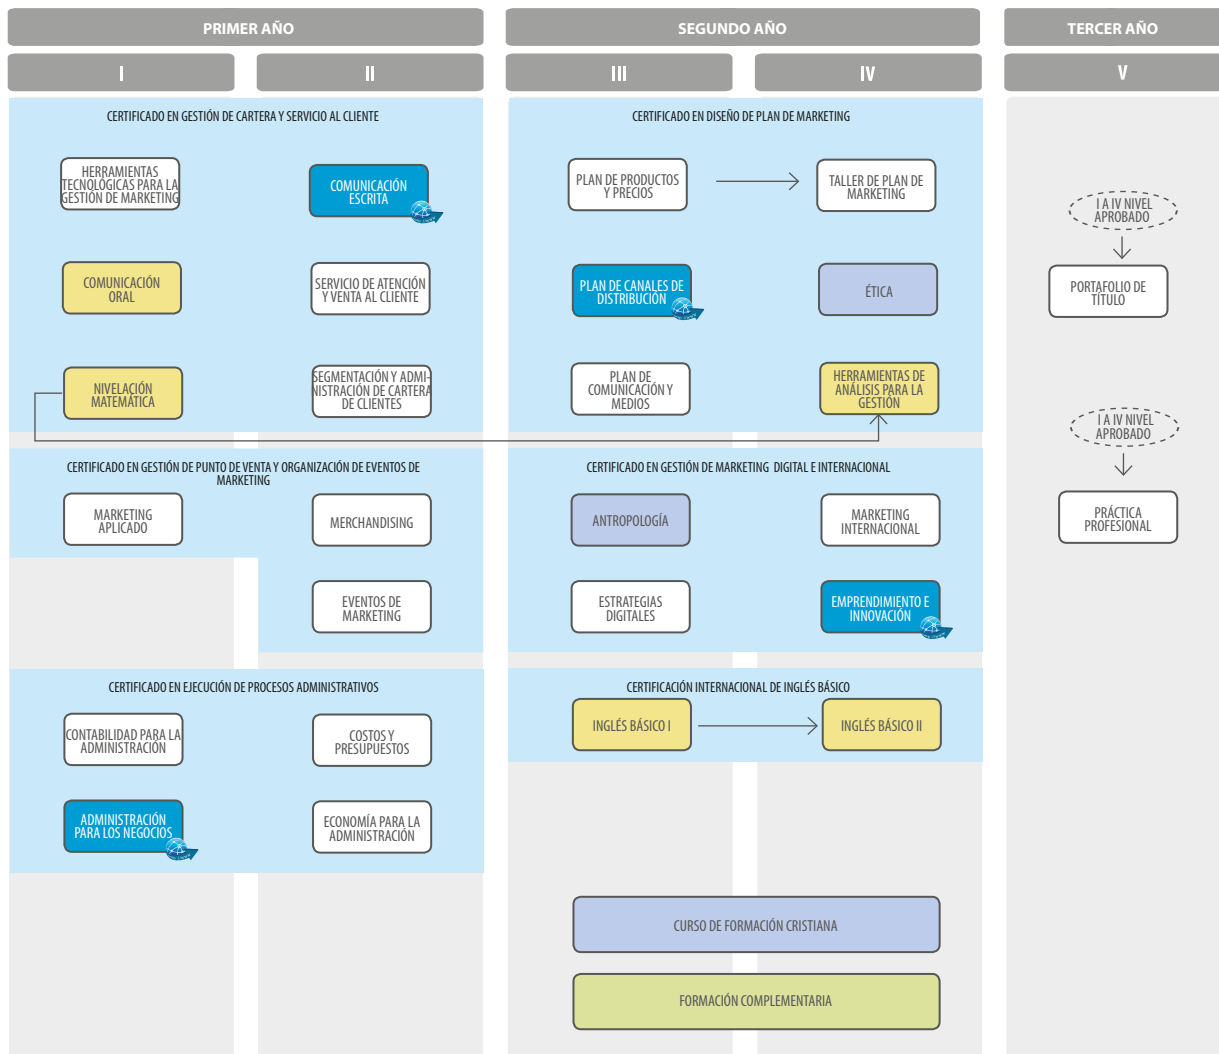 PRIMER AÑO
SEGUNDO AÑO
TERCER AÑO
I
II
III
IV
V
CERTIFICADO EN GESTIÓN DE CARTERA Y SERVICIO AL CLIENTE
HERRAMIENTAS
TECNOLÓGICAS PARA LA
GESTIÓN DE MARKETING
COMUNICACIÓN
ESCRITA
COMUNICACIÓN
ORAL
SERVICIO DE ATENCIÓN
Y VENTA AL CLIENTE
NIVELACIÓN
MATEMÁTICA
SEGMENTACIÓN Y ADMI-
NISTRACIÓN DE CARTERA
DE CLIENTES
CERTIFICADO EN DISEÑO DE PLAN DE MARKETING
PLAN DE PRODUCTOS
Y PRECIOS
TALLER DE PLAN DE
MARKETING
PLAN DE CANALES DE
DISTRIBUCIÓN
ÉTICA
PLAN DE
COMUNICACIÓN Y
MEDIOS
HERRAMIENTAS DE
ANÁLISIS PARA LA
GESTIÓN
I A IV NIVEL
APROBADO
PORTAFOLIO DE
TÍTULO
I A IV NIVEL
APROBADO
PRÁCTICA
PROFESIONAL
CERTIFICADO EN GESTIÓN DE PUNTO DE VENTA Y ORGANIZACIÓN DE EVENTOS DE
MARKETING
MARKETING
APLICADO
MERCHANDISING
EVENTOS DE
MARKETING
CERTIFICADO EN GESTIÓN DE MARKETING DIGITAL E INTERNACIONAL
ANTROPOLOGÍA
MARKETING
INTERNACIONAL
ESTRATEGIAS
DIGITALES
EMPRENDIMIENTO E
INNOVACIÓN
CERTIFICADO EN EJECUCIÓN DE PROCESOS ADMINISTRATIVOS
CONTABILIDAD PARA LA
ADMINISTRACIÓN
COSTOS Y
PRESUPUESTOS
ADMINISTRACIÓN
PARA LOS NEGOCIOS
ECONOMÍA PARA LA
ADMINISTRACIÓN
CERTIFICACIÓN INTERNACIONAL DE INGLÉS BÁSICO
INGLÉS BÁSICO I
INGLÉS BÁSICO II
CURSO DE FORMACIÓN CRISTIANA
FORMACIÓN COMPLEMENTARIA